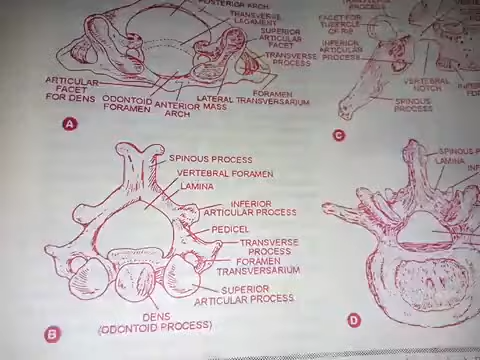 POSTERIOR ARCH
TRANSVERSE
LIGAMENT
SUPERIOR
ARTICULAR
FACET
TRANSVERSE
PROCESS
FORAMEN
TRANSVERSARIUM
LATERAL
MASS
ANTERIOR
ARCH
ODONTOID
FORAMEN
ARTICULAR
FACET
FOR DENS
A
PROCESS
FACET FOR
TUBERCLE
OF RIB
INFERIOR
ARTICULAR
PROCESS
VERTEBRAL
NOTCH
SPINOUS
PROCESS
C
SPINOUS PROCESS
VERTEBRAL FORAMEN
LAMINA
INFERIOR
ARTICULAR PROCESS
PEDICEL
TRANSVERSE
PROCESS
FORAMEN
TRANSVERSARIUM
SUPERIOR
ARTICULAR PROCESS
DENS
(ODONTOID PROCESS)
B
SPINOUS
LAMINA
D